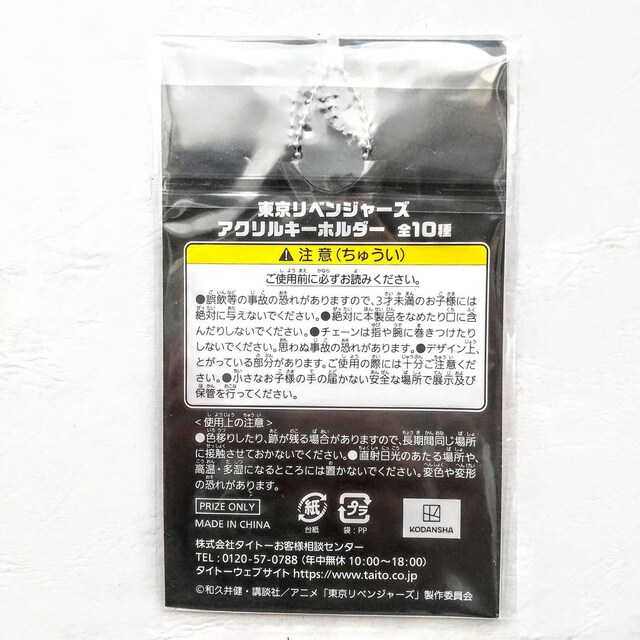 東京リベンジャーズ
アクリルキーホルダー 全10種
⚠注意(ちゅうい)
ご使用前に必ずお読みください。
●誤飲等の事故の恐れがありますので、3才未満のお子様には
絶対に与えないでください。●絶対に本製品をなめたり口に含
んだりしないでください。●チェーンは指や腕に巻きつけたり
しないでください。思わぬ事故の恐れがあります。●デザイン上、
とがっている部分があります。ご使用の際には十分ご注意くだ
さい。●小さなお子様の手の届かない安全な場所で展示及び
保管を行ってください。
<使用上の注意>
●色移りしたり、跡が残る場合がありますので、長期間同じ場所
に接触させておかないでください。●直射日光のあたる場所や、
高温・多湿になるところには置かないでください。変色や変形
の恐れがあります。
PRIZE ONLY
MADE IN CHINA
紙
台紙
プラ
袋:PP
KODANSHA
株式会社タイトーお客様相談センター
TEL:0120-57-0788(年中無休 10:00~18:00)
タイトーウェブサイト https://www.taito.co.jp
©和久井健・講談社/アニメ「東京リベンジャーズ」製作委員会